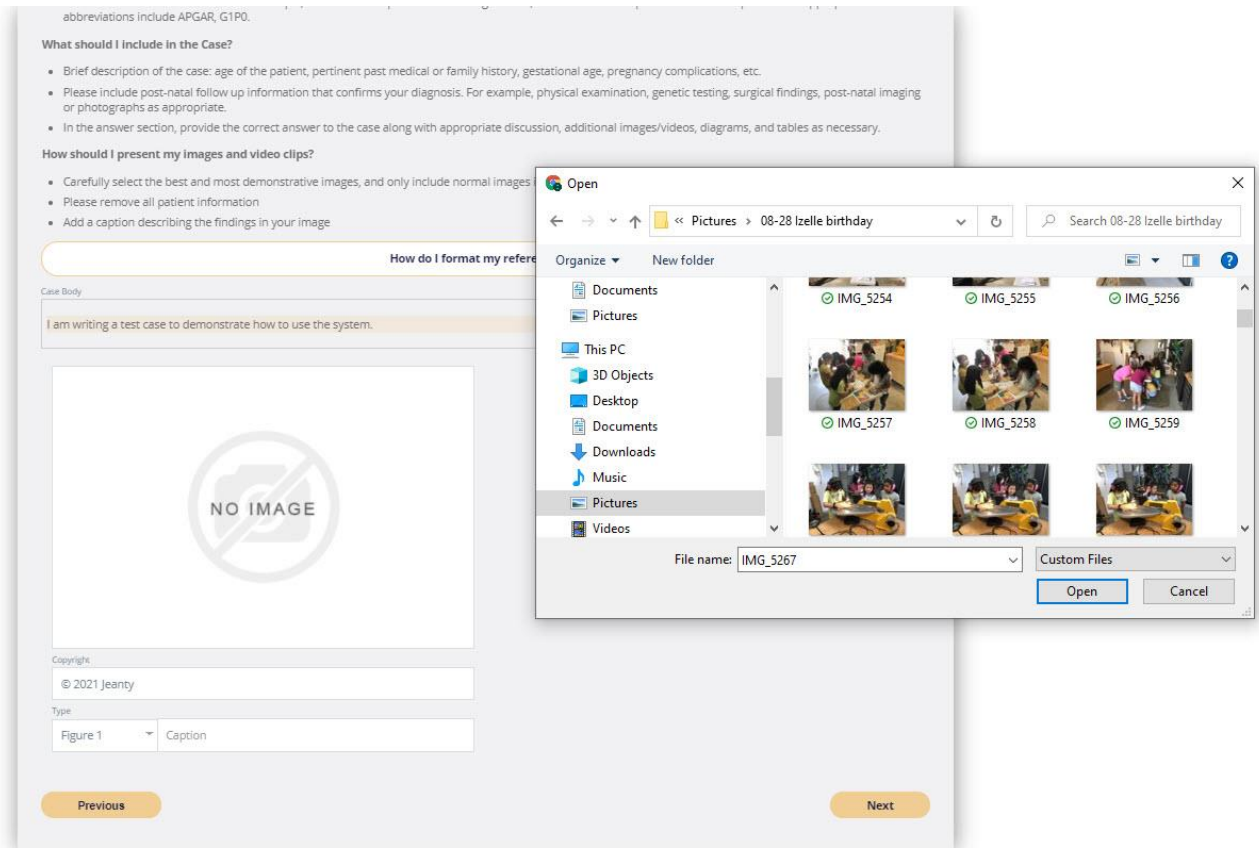 abbreviations include APGAR, G1P0.
What should I include in the Case?
Brief description of the case: age of the patient, pertinent past medical or family history, gestational age, pregnancy complications, etc.
Please include post-natal follow up information that confirms your diagnosis. For example, physical examination, genetic testing, surgical findings, post-natal imaging
or photographs as appropriate.
In the answer section, provide the correct answer to the case along with appropriate discussion, additional images/videos, diagrams, and tables as necessary.
How should I present my images and video clips?
Carefully select the best and most demonstrative images, and only include normal images
Please remove all patient information
Add a caption describing the findings in your image
How do I format my refere
Case Body
I am writing a test case to demonstrate how to use the system.
NO IMAGE
Copyright
© 2021 Jeanty
Type
Figure 1
Caption
Previous
Next
Open
« Pictures › 08-28 Izelle birthday
Search 08-28 Izelle birthday
Organize
New folder
Documents
Pictures
This PC
3D Objects
Desktop
Documents
Downloads
Music
Pictures
Videos
IMG_5254
IMG_5255
IMG_5256
IMG_5257
IMG_5258
IMG_5259
File name:
IMG_5267
Custom Files
Open
Cancel